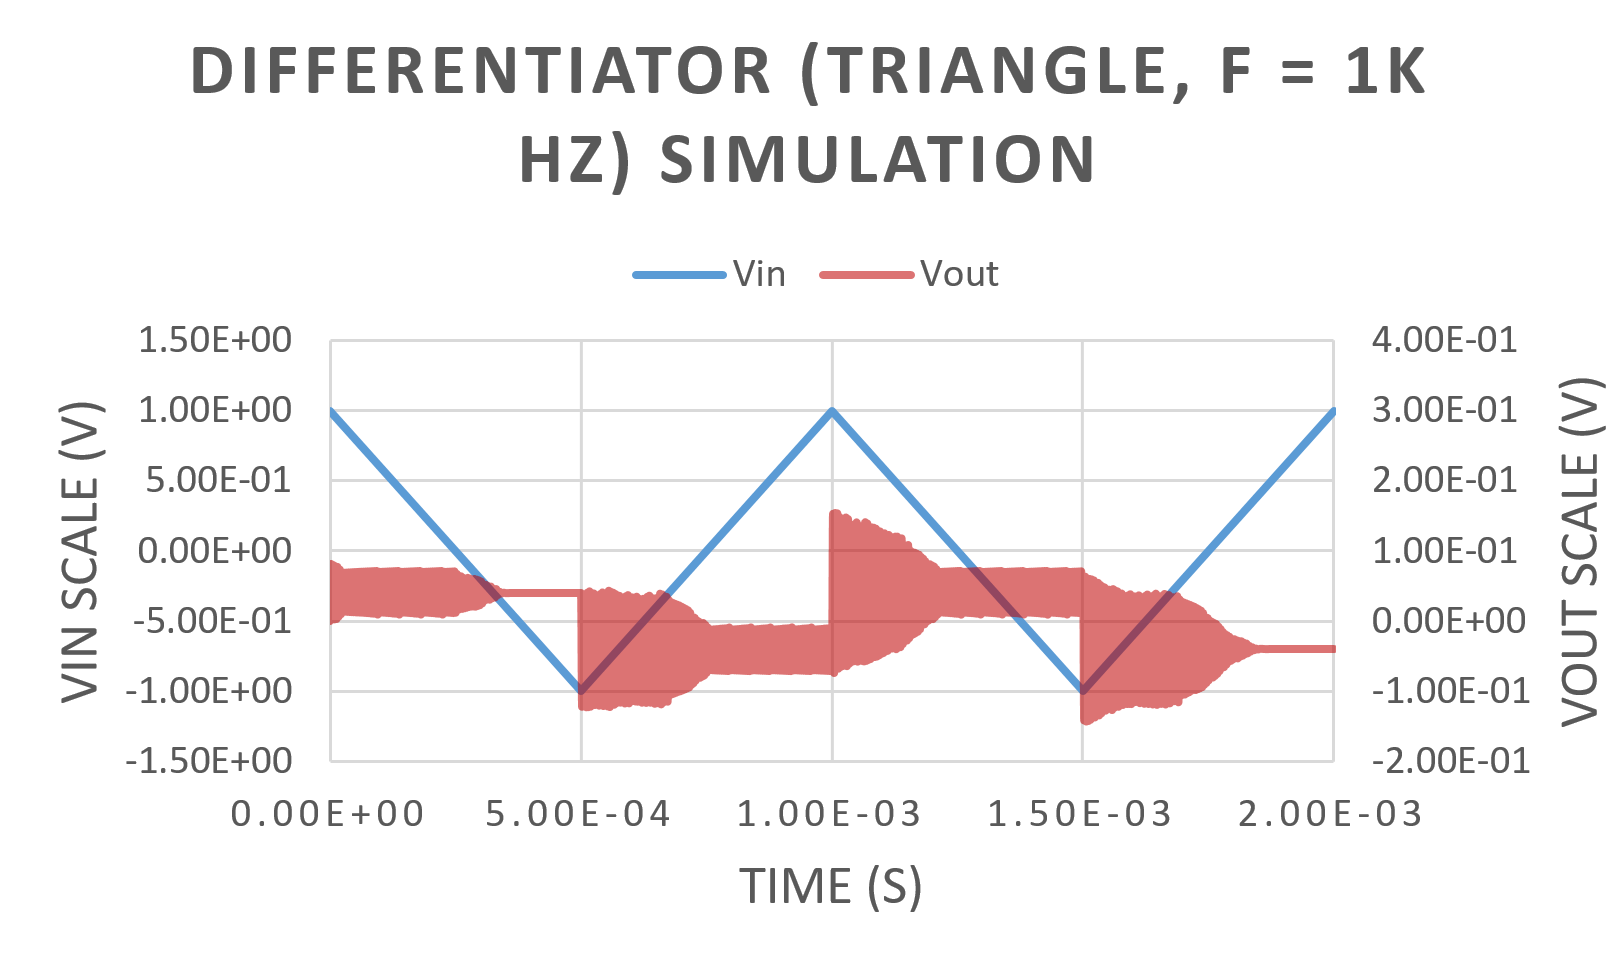 DIFFERENTIATOR (TRIANGLE, F = 1K
HZ) SIMULATION
Vin Vout
1.50E+00
1.00E+00
5.00E-01
0.00E+00
-5.00E-01
-1.00E+00
-1.50E+00
VIN SCALE (V)
4.00E-01
3.00E-01
2.00E-01
1.00E-01
0.00E+00
-1.00E-01
-2.00E-01
VOUT SCALE (V)
0.00E+00 5.00E-04 1.00E-03 1.50E-03 2.00E-03
TIME (S)